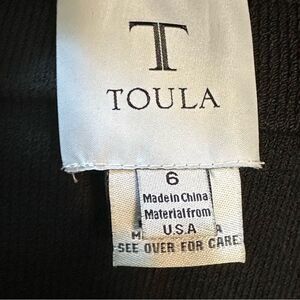 T
TOULA
6
Made in China
Material from
U.S.A
SEE OVER FOR CARE